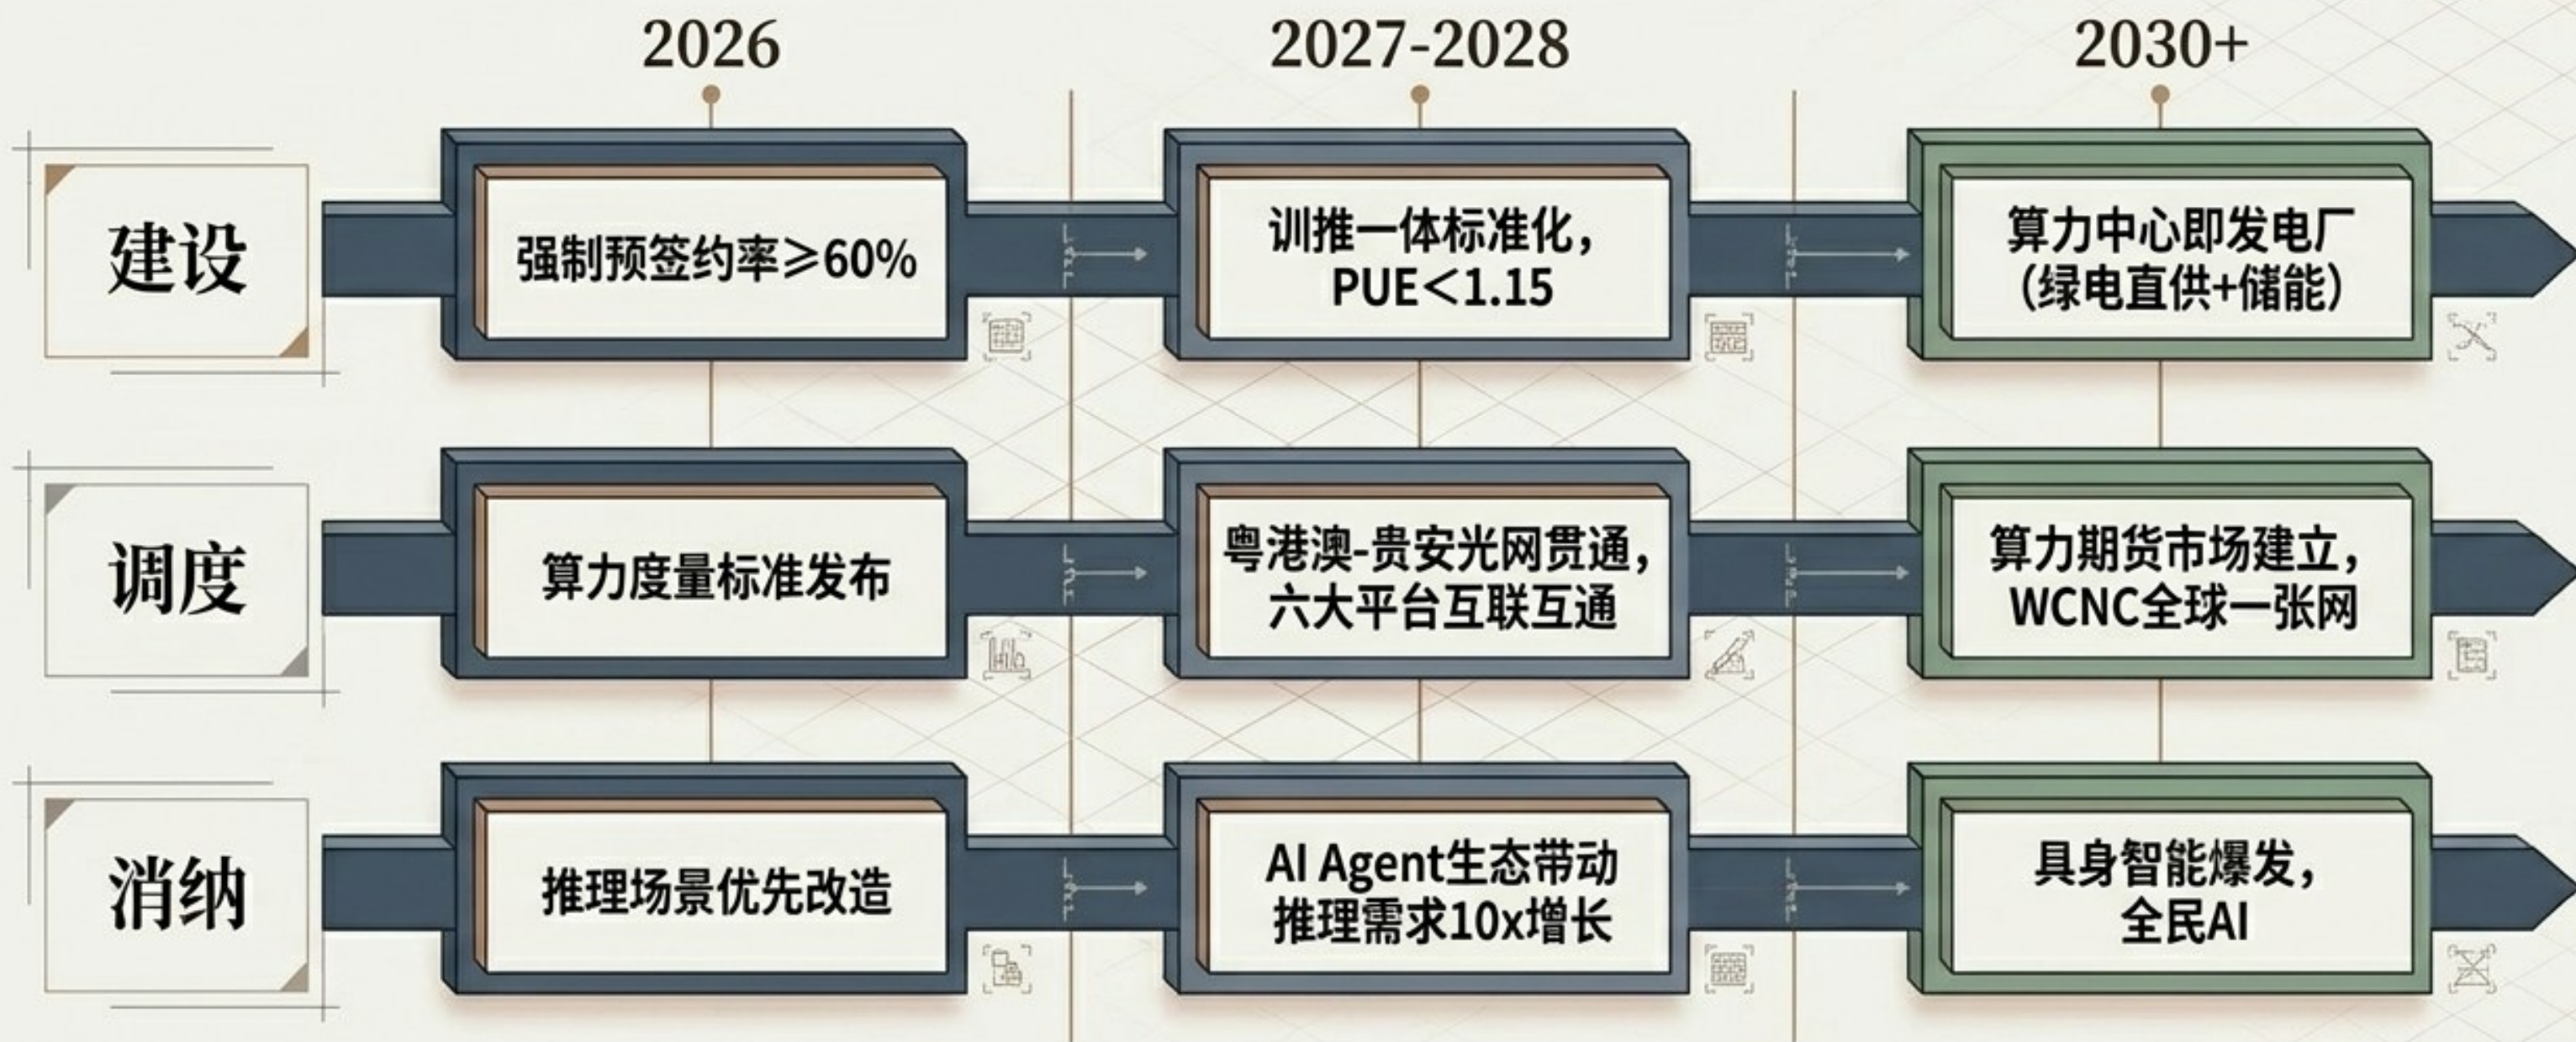 2026
2027-2028
2030+
建设
强制预签约率≥60%
训推一体标准化，
PUE＜1.15
算力中心即发电厂
（绿电直供+储能）
调度
算力度量标准发布
粤港澳-贵安光网贯通，
六大平台互联互通
算力期货市场建立，
WCNC全球一张网
消纳
推理场景优先改造
AI Agent生态带动
推理需求10x增长
具身智能爆发，
全民AI